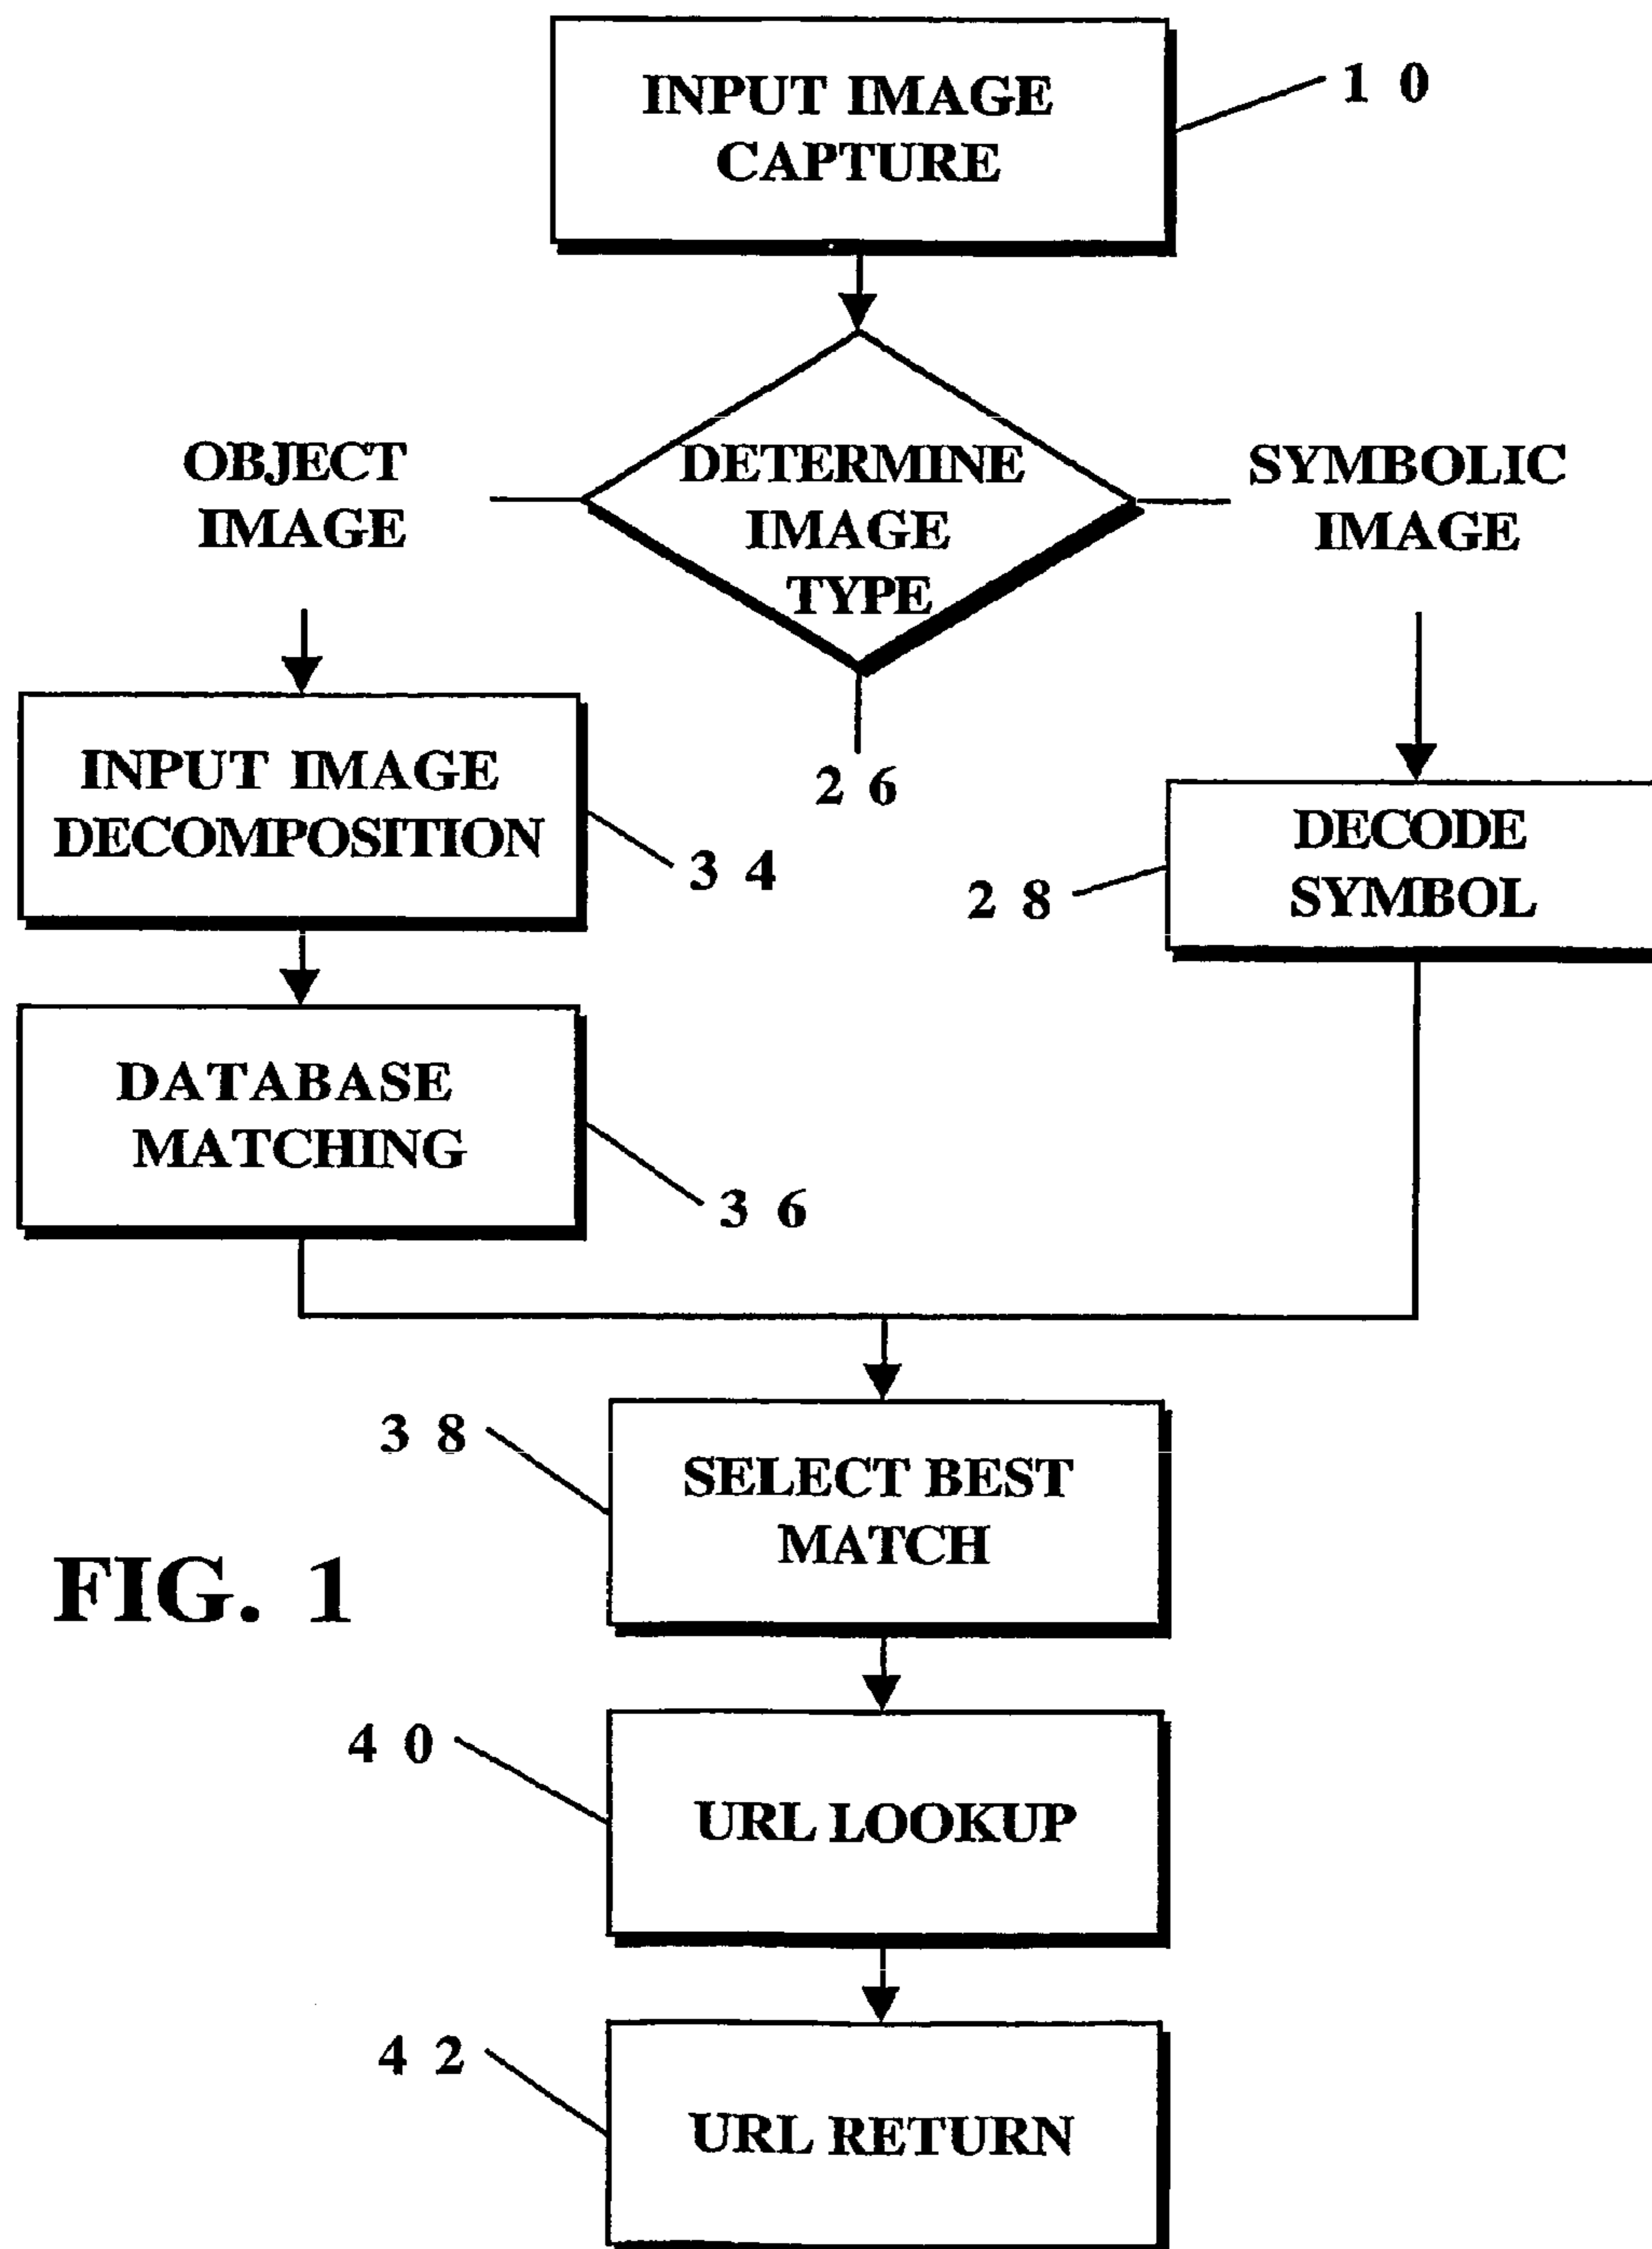 INPUT IMAGE
CAPTURE
1 0
OBJECT
IMAGE
DETERMINE
IMAGE
TYPE
SYMBOLIC
IMAGE
2 6
INPUT IMAGE
DECOMPOSITION
3 4
DECODE
SYMBOL
2 8
DATABASE
MATCHING
3 6
3 8
SELECT BEST
MATCH
FIG. 1
4 0
URL LOOKUP
4 2
URL RETURN